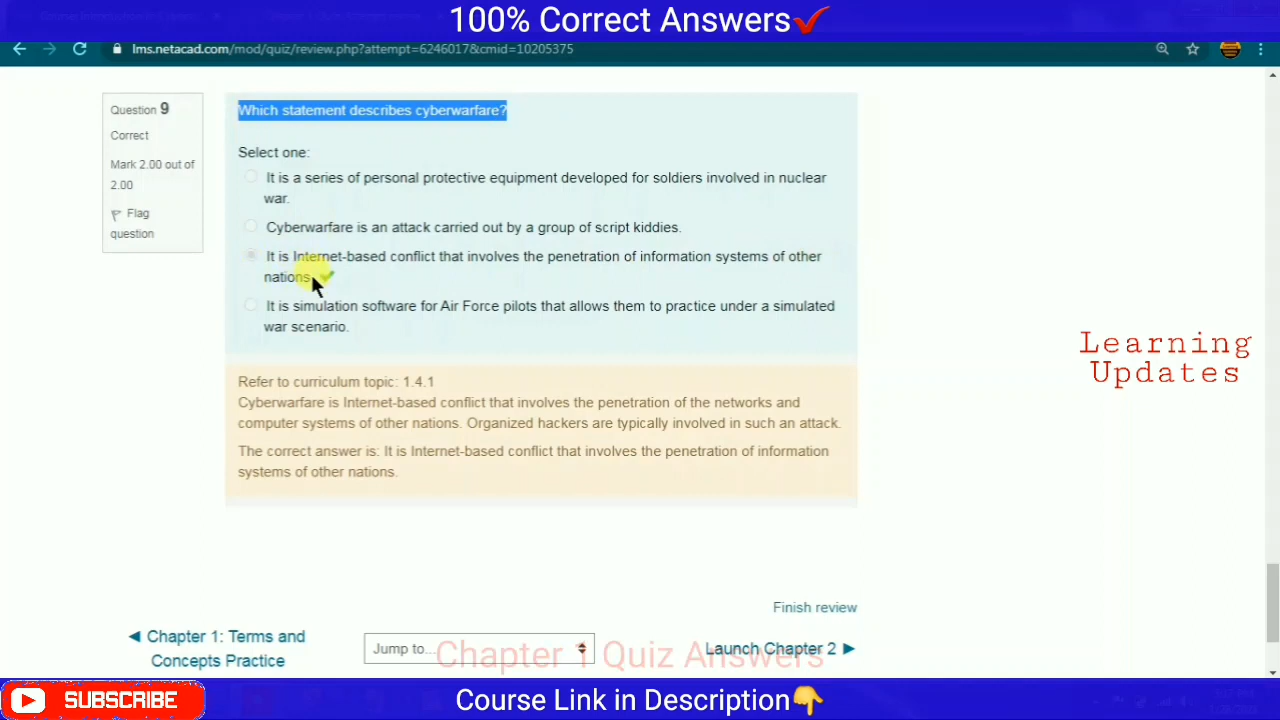 100% Correct Answers✔
lms.netacad.com/mod/quiz/review.php?attempt=6246017&cmid=10205375
Question 9
Correct
Mark 2.00 out of
2.00
Flag
question
Which statement describes cyberwarfare?
Select one:
It is a series of personal protective equipment developed for soldiers involved in nuclear
war.
Cyberwarfare is an attack carried out by a group of script kiddies.
It is Internet-based conflict that involves the penetration of information systems of other
nations.
It is simulation software for Air Force pilots that allows them to practice under a simulated
war scenario.
Refer to curriculum topic: 1.4.1
Cyberwarfare is Internet-based conflict that involves the penetration of the networks and
computer systems of other nations. Organized hackers are typically involved in such an attack.
The correct answer is: It is Internet-based conflict that involves the penetration of information
systems of other nations.
Learning
Updates
Finish review
◄ Chapter 1: Terms and
Concepts Practice
Jump to...
Launch Chapter 2 ►
Chapter 1 Quiz Answers
SUBSCRIBE
Course Link in Description👇